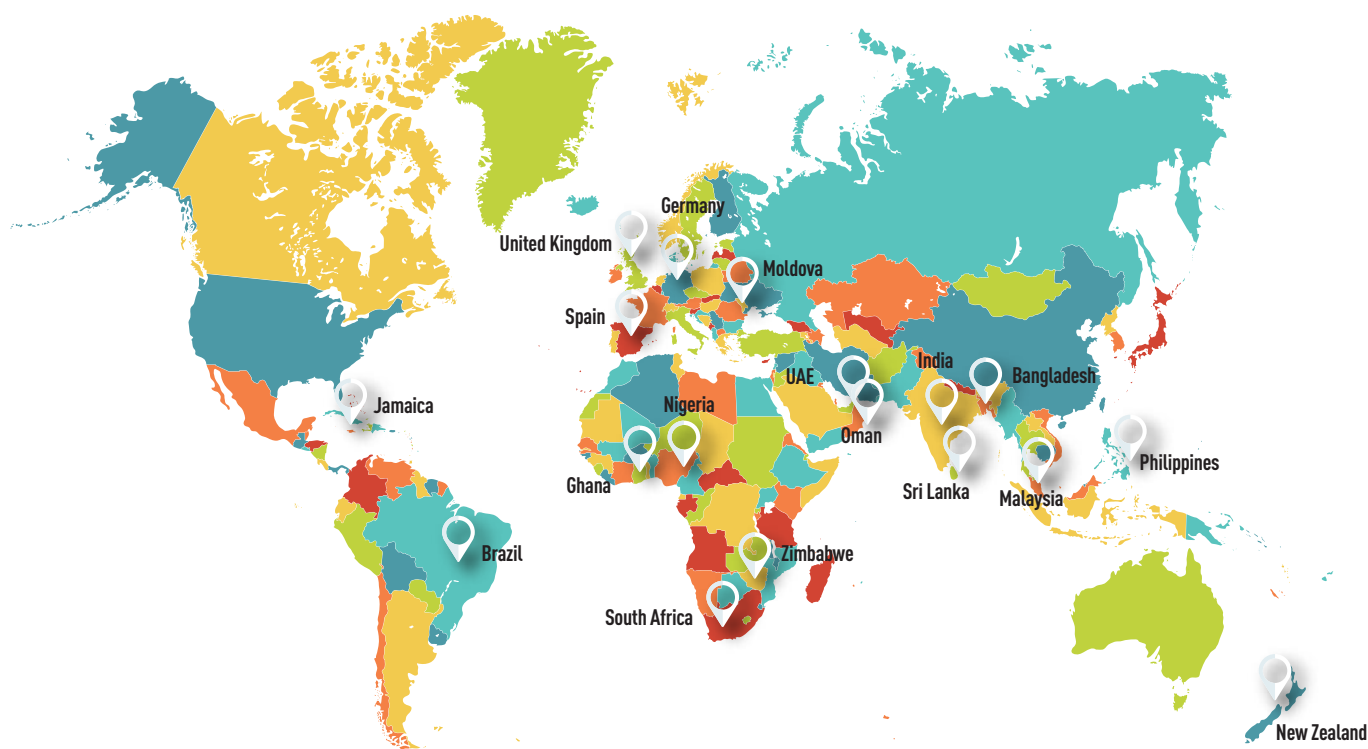 Germany
United Kingdom
Moldova
Spain
India
UAE
Bangladesh
Jamaica
Nigeria
Oman
Philippines
Ghana
Sri Lanka
Malaysia
Brazil
Zimbabwe
South Africa
New Zealand